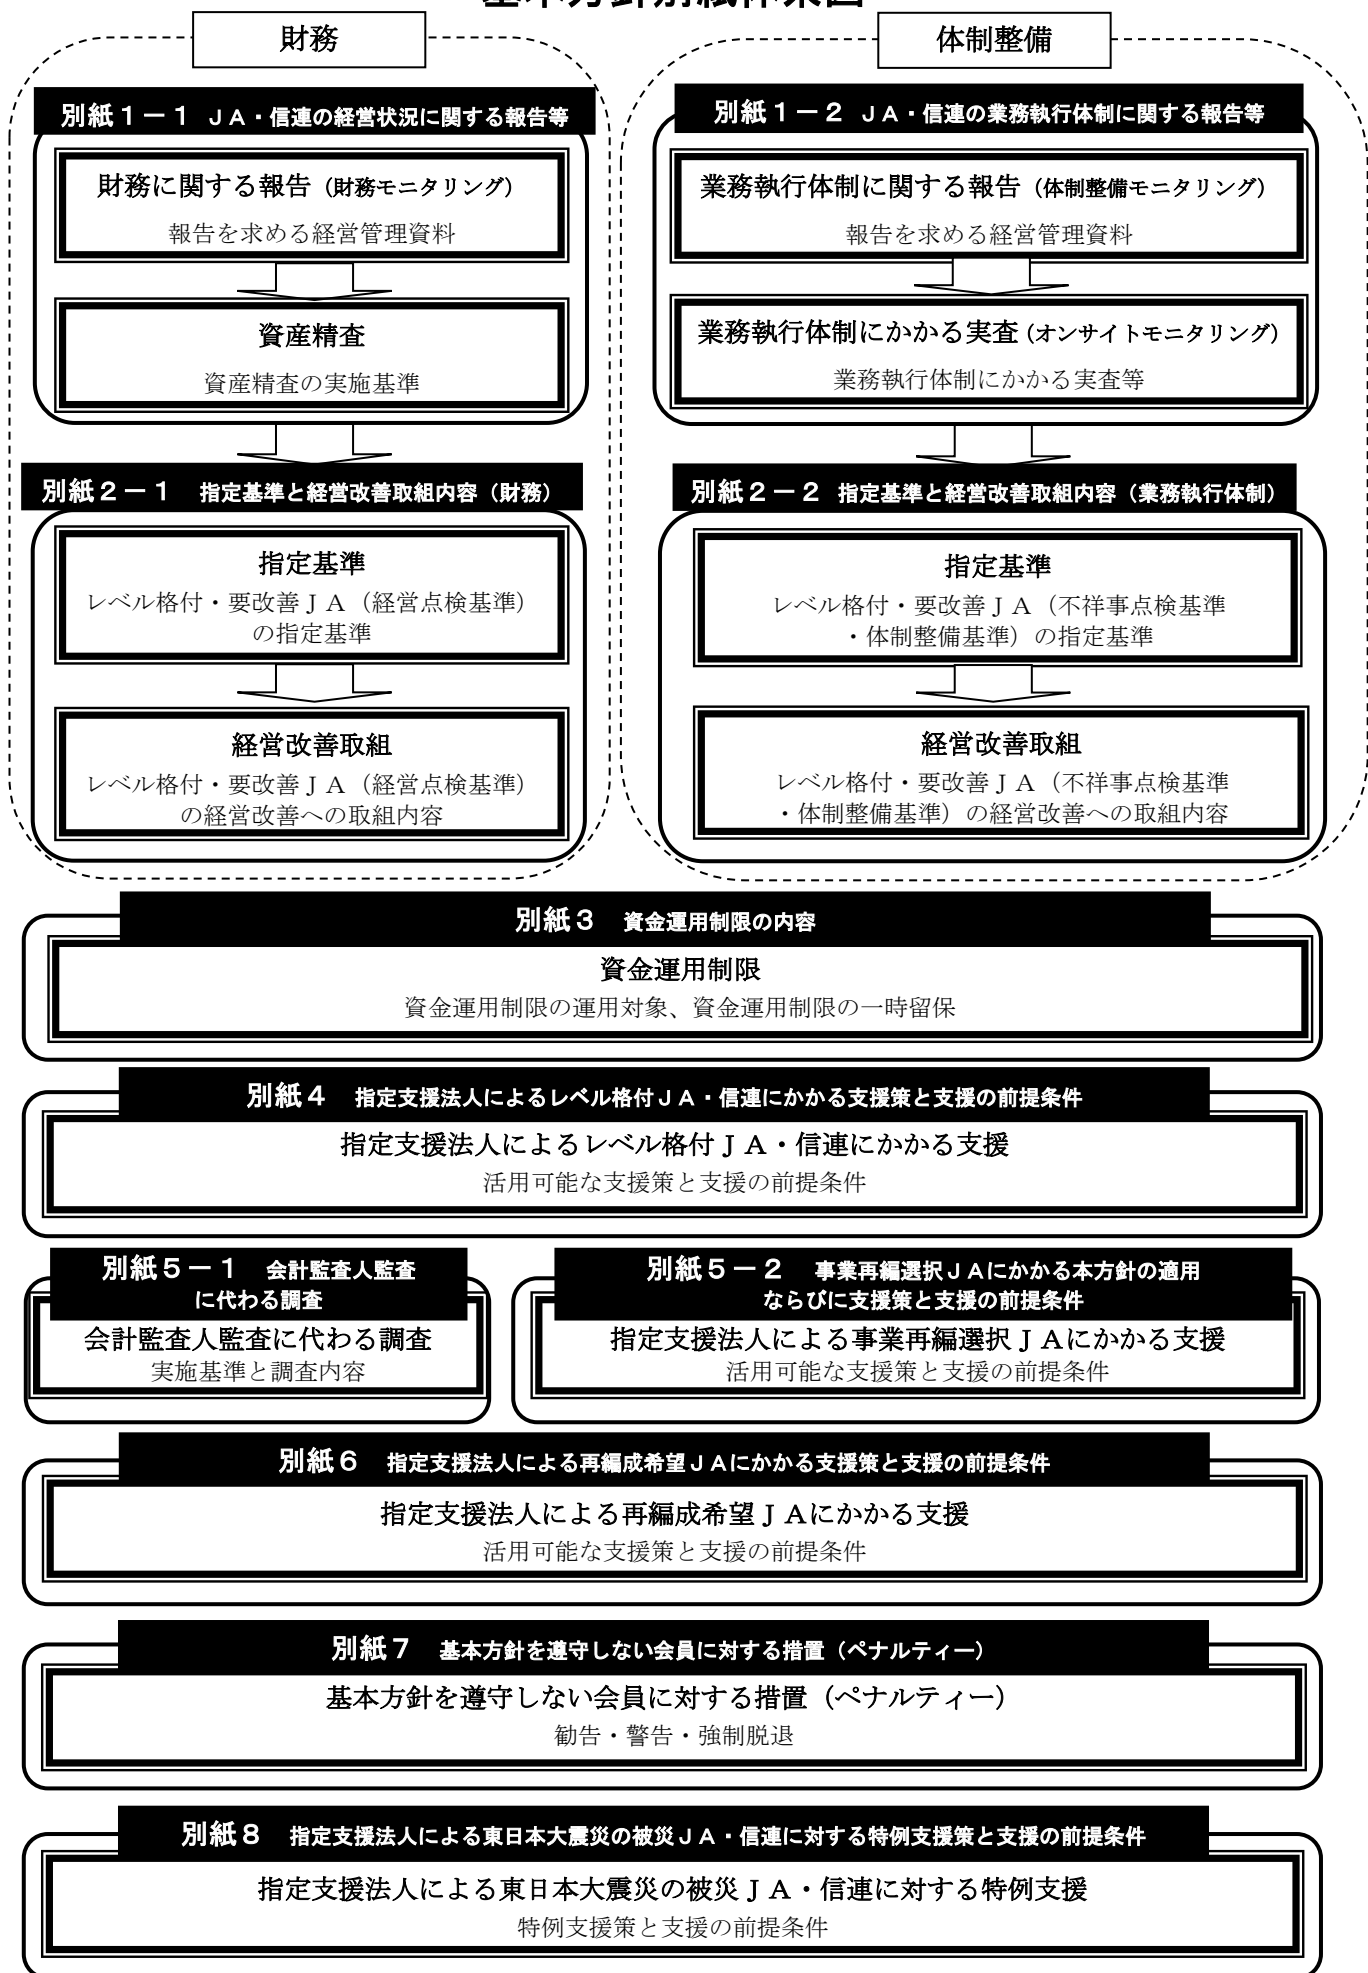 財務
別紙１－１ ＪＡ・信連の経営状況に関する報告等
財務に関する報告（財務モニタリング）
報告を求める経営管理資料
資産精査
資産精査の実施基準
別紙２－１ 指定基準と経営改善取組内容（財務）
指定基準
レベル格付・要改善ＪＡ（経営点検基準）
の指定基準
経営改善取組
レベル格付・要改善ＪＡ（経営点検基準）
の経営改善への取組内容
体制整備
別紙１－２ ＪＡ・信連の業務執行体制に関する報告等
業務執行体制に関する報告（体制整備モニタリング）
報告を求める経営管理資料
業務執行体制にかかる実査（オンサイトモニタリング）
業務執行体制にかかる実査等
別紙２－２ 指定基準と経営改善取組内容（業務執行体制）
指定基準
レベル格付・要改善ＪＡ（不祥事点検基準
・体制整備基準）の指定基準
経営改善取組
レベル格付・要改善ＪＡ（不祥事点検基準
・体制整備基準）の経営改善への取組内容
別紙３ 資金運用制限の内容
資金運用制限
資金運用制限の運用対象、資金運用制限の一時留保
別紙４ 指定支援法人によるレベル格付ＪＡ・信連にかかる支援策と支援の前提条件
指定支援法人によるレベル格付ＪＡ・信連にかかる支援
活用可能な支援策と支援の前提条件
別紙５－１ 会計監査人監査
に代わる調査
会計監査人監査に代わる調査
実施基準と調査内容
別紙５－２ 事業再編選択ＪＡにかかる本方針の適用
ならびに支援策と支援の前提条件
指定支援法人による事業再編選択ＪＡにかかる支援
活用可能な支援策と支援の前提条件
別紙６ 指定支援法人による再編成希望ＪＡにかかる支援策と支援の前提条件
指定支援法人による再編成希望ＪＡにかかる支援
活用可能な支援策と支援の前提条件
別紙７ 基本方針を遵守しない会員に対する措置（ペナルティー）
基本方針を遵守しない会員に対する措置（ペナルティー）
勧告・警告・強制脱退
別紙８ 指定支援法人による東日本大震災の被災ＪＡ・信連に対する特例支援策と支援の前提条件
指定支援法人による東日本大震災の被災ＪＡ・信連に対する特例支援
特例支援策と支援の前提条件